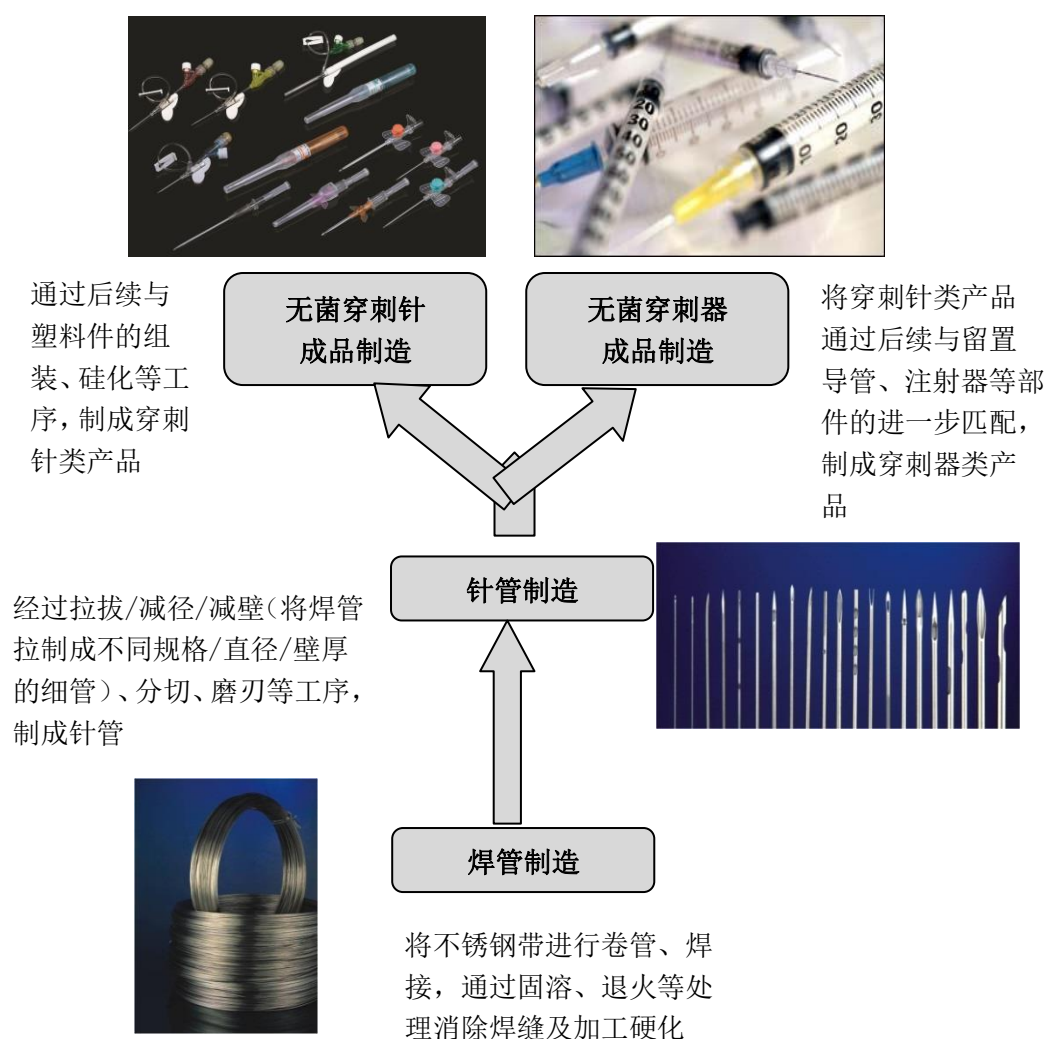 通过后续与
塑料件的组
装、硅化等工
序，制成穿刺
针类产品
无菌穿刺针
成品制造
无菌穿刺器
成品制造
将穿刺针类产品
通过后续与留置
导管、注射器等部
件的进一步匹配，
制成穿刺器类产
品
针管制造
经过拉拔/减径/减壁（将焊管
拉制成不同规格/直径/壁厚
的细管）、分切、磨刃等工序，
制成针管
焊管制造
将不锈钢带进行卷管、焊
接，通过固溶、退火等处
理消除焊缝及加工硬化